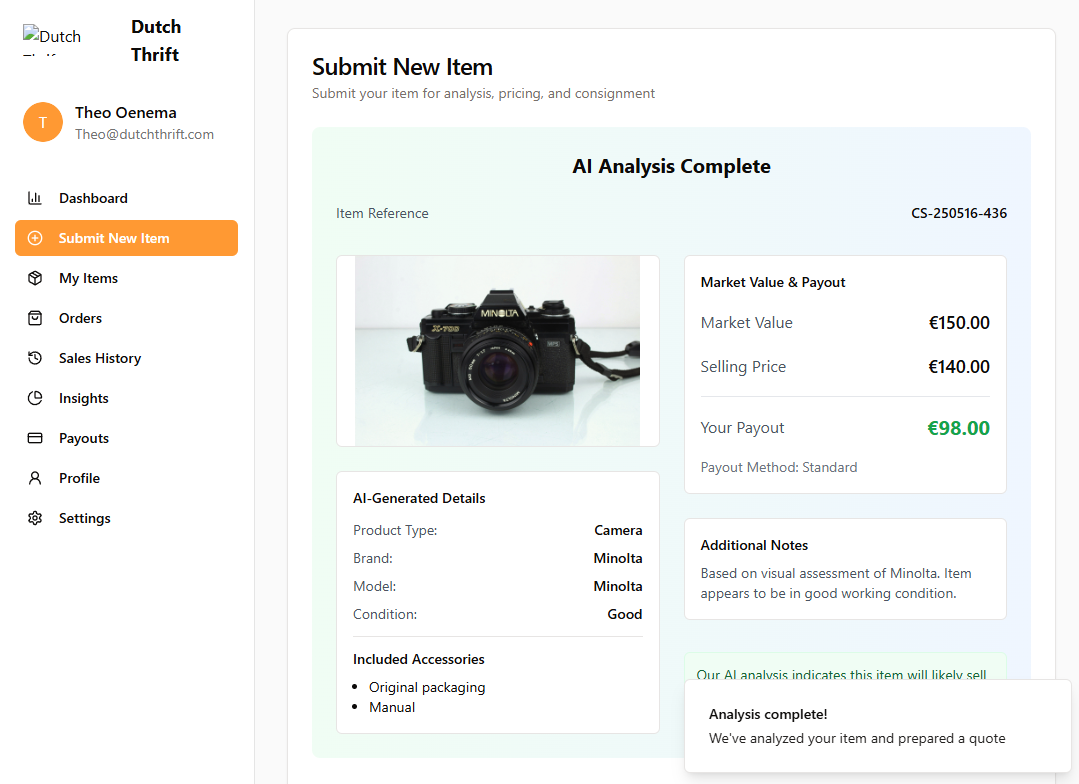 Dutch
Dutch
Thrift
T
Theo Oenema
Theo@dutchthrift.com
Dashboard
Submit New Item
My Items
Orders
Sales History
Insights
Payouts
Profile
Settings
Submit New Item
Submit your item for analysis, pricing, and consignment
AI Analysis Complete
Item Reference CS-250516-436
MINOLTA
X-700
MPS
AI-Generated Details
Product Type: Camera
Brand: Minolta
Model: Minolta
Condition: Good
Included Accessories
Original packaging
Manual
Market Value & Payout
Market Value €150.00
Selling Price €140.00
Your Payout €98.00
Payout Method: Standard
Additional Notes
Based on visual assessment of Minolta. Item
appears to be in good working condition.
Our AI analysis indicates this item will likely sell
Analysis complete!
We've analyzed your item and prepared a quote